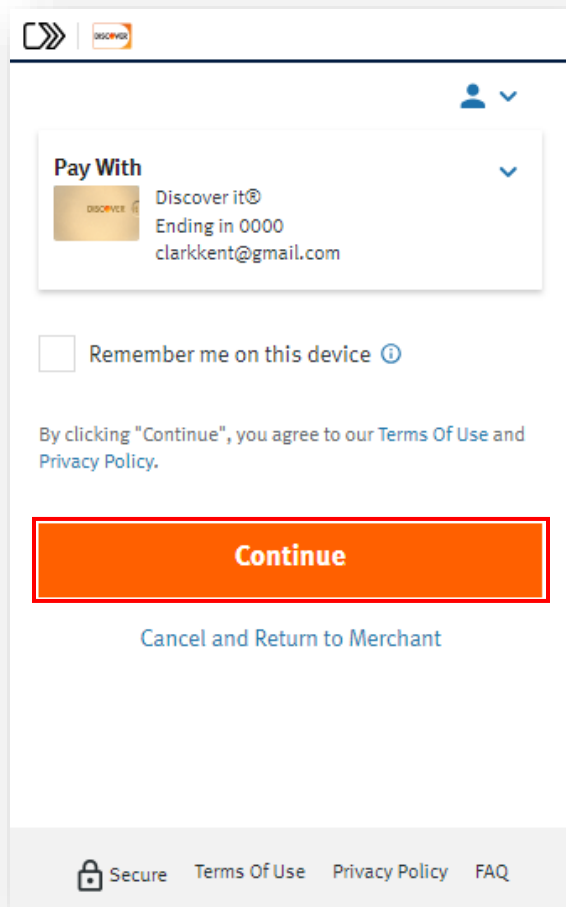 DISCOVER
Pay With
DISCOVER
Discover it®
Ending in 0000
clarkkent@gmail.com
Remember me on this device
By clicking "Continue", you agree to our Terms Of Use and
Privacy Policy.
Continue
Cancel and Return to Merchant
Secure Terms Of Use Privacy Policy FAQ